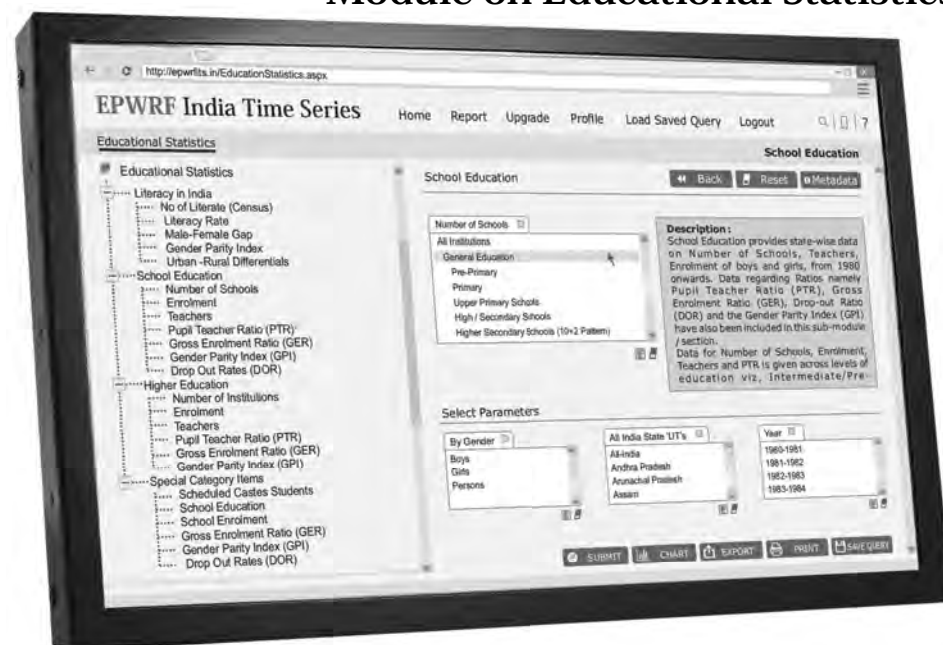 Module on Educational Statistics
http://epwrfits.in/EducationStatistics.aspx
EPWRF India Time Series
Home Report Upgrade Profile Load Saved Query Logout ?
Educational Statistics
School Education
Educational Statistics
Literacy in India
No of Literate (Census)
Literacy Rate
Male-Female Gap
Gender Parity Index
Urban -Rural Differentials
School Education
Number of Schools
Enrolment
Teachers
Pupil Teacher Ratio (PTR)
Gross Enrolment Ratio (GER)
Gender Parity Index (GPI)
Drop Out Rates (DOR)
Higher Education
Number of Institutions
Enrolment
Teachers
Pupil Teacher Ratio (PTR)
Gross Enrolment Ratio (GER)
Gender Parity Index (GPI)
Special Category Items
Scheduled Castes Students
School Education
School Enrolment
Gross Enrolment Ratio (GER)
Gender Parity Index (GPI)
Drop Out Rates (DOR)
School Education
Back Reset Metadata
Number of Schools
All Institutions
General Education
Pre-Primary
Primary
Upper Primary Schools
High / Secondary Schools
Higher Secondary Schools (10+2 Pattern)
Description :
School Education provides state-wise data
on Number of Schools, Teachers,
Enrolment of boys and girls, from 1980
onwards. Data regarding Ratios namely
Pupil Teacher Ratio (PTR), Gross
Enrolment Ratio (GER), Drop-out Ratio
(DOR) and the Gender Parity Index (GPI)
have also been included in this sub-module
/ section.
Data for Number of Schools, Enrolment,
Teachers and PTR is given across levels of
education viz, Intermediate/Pre-
Select Parameters
By Gender
Boys
Girls
Persons
All India State 'UT's
All-India
Andhra Pradesh
Arunachal Pradesh
Assam
Year
1980-1981
1981-1982
1982-1983
1983-1984
SUBMIT CHART EXPORT PRINT SAVE QUERY